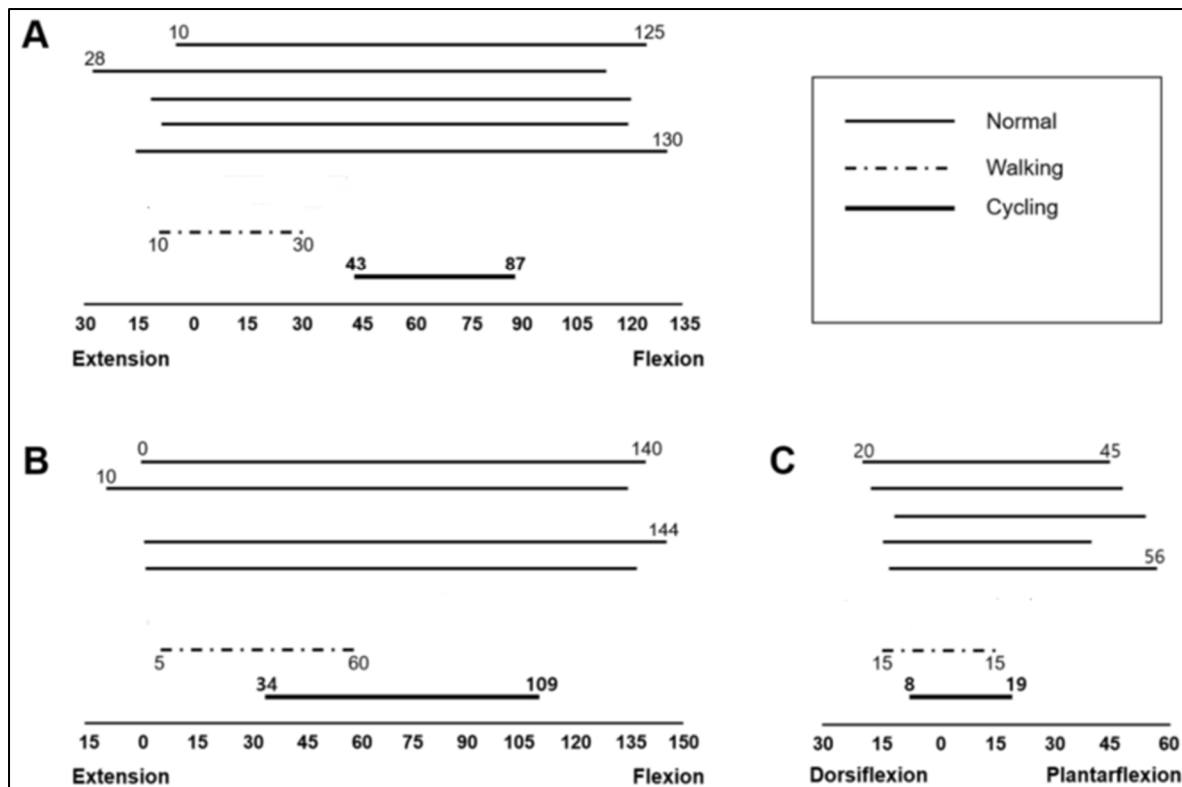 A
10 125
28
130
10 30
43 87
30 15 0 15 30 45 60 75 90 105 120 135
Extension Flexion
Normal
Walking
Cycling
B
0 140
10
144
5 60
34 109
15 0 15 30 45 60 75 90 105 120 135 150
Extension Flexion
C
20 45
56
15 15
8 19
30 15 0 15 30 45 60
Dorsiflexion Plantarflexion